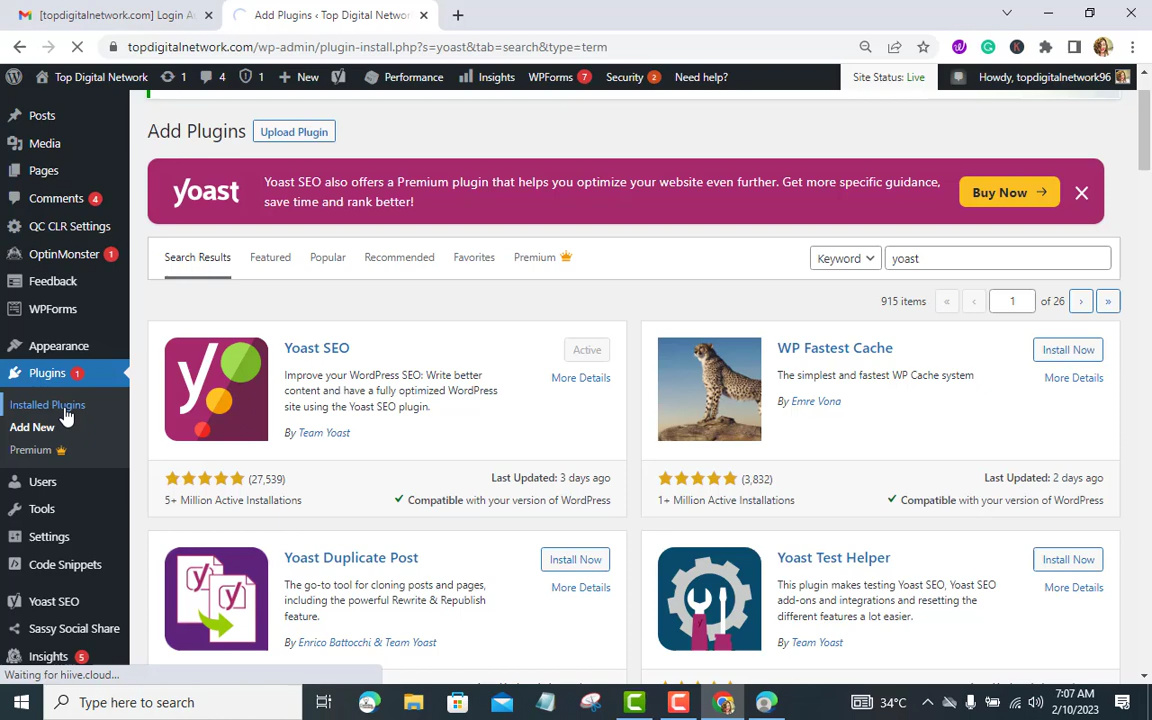 [topdigitalnetwork.com] Login A
Add Plugins ‹ Top Digital Networ
topdigitalnetwork.com/wp-admin/plugin-install.php?s=yoast&tab=search&type=term
Top Digital Network
1
4
1
New
Performance
Insights
WPForms 7
Security 2
Need help?
Site Status: Live
Howdy, topdigitalnetwork96
Posts
Media
Pages
Comments 4
QC CLR Settings
OptinMonster 1
Feedback
WPForms
Appearance
Plugins 1
Installed Plugins
Add New
Premium
Users
Tools
Settings
Code Snippets
Yoast SEO
Sassy Social Share
Insights 5
Waiting for hiive.cloud...
Add Plugins
Upload Plugin
yoast
Yoast SEO also offers a Premium plugin that helps you optimize your website even further. Get more specific guidance,
save time and rank better!
Buy Now →
Search Results
Featured
Popular
Recommended
Favorites
Premium
Keyword
yoast
915 items « ‹ 1 of 26 › »
Yoast SEO
Active
More Details
Improve your WordPress SEO: Write better
content and have a fully optimized WordPress
site using the Yoast SEO plugin.
By Team Yoast
(27,539)
Last Updated: 3 days ago
5+ Million Active Installations
Compatible with your version of WordPress
WP Fastest Cache
Install Now
More Details
The simplest and fastest WP Cache system
By Emre Vona
(3,832)
Last Updated: 2 days ago
1+ Million Active Installations
Compatible with your version of WordPress
Yoast Duplicate Post
Install Now
More Details
The go-to tool for cloning posts and pages,
including the powerful Rewrite & Republish
feature.
By Enrico Battocchi & Team Yoast
Yoast Test Helper
Install Now
More Details
This plugin makes testing Yoast SEO, Yoast SEO
add-ons and integrations and resetting the
different features a lot easier.
By Team Yoast
Type here to search
34°C
7:07 AM
2/10/2023